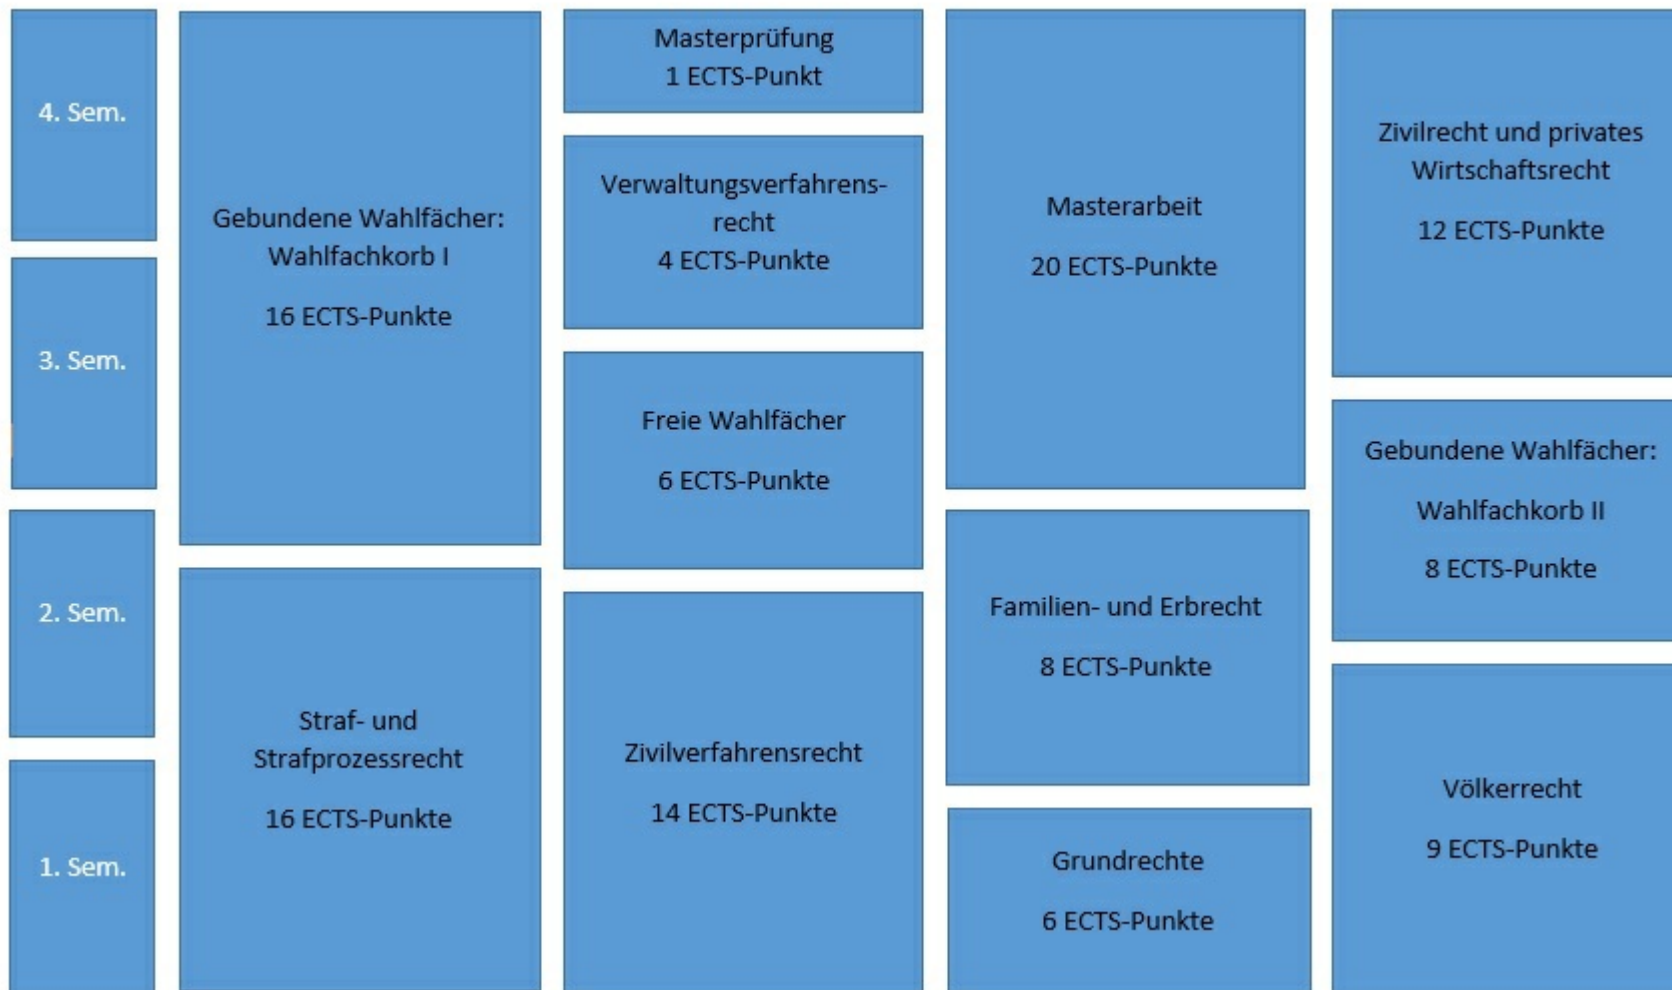 4. Sem.
3. Sem.
2. Sem.
1. Sem.
Gebundene Wahlfächer:
Wahlfachkorb I
16 ECTS-Punkte
Straf- und
Strafprozessrecht
16 ECTS-Punkte
Masterprüfung
1 ECTS-Punkt
Verwaltungsverfahrens-
recht
4 ECTS-Punkte
Freie Wahlfächer
6 ECTS-Punkte
Zivilverfahrensrecht
14 ECTS-Punkte
Masterarbeit
20 ECTS-Punkte
Familien- und Erbrecht
8 ECTS-Punkte
Grundrechte
6 ECTS-Punkte
Zivilrecht und privates
Wirtschaftsrecht
12 ECTS-Punkte
Gebundene Wahlfächer:
Wahlfachkorb II
8 ECTS-Punkte
Völkerrecht
9 ECTS-Punkte